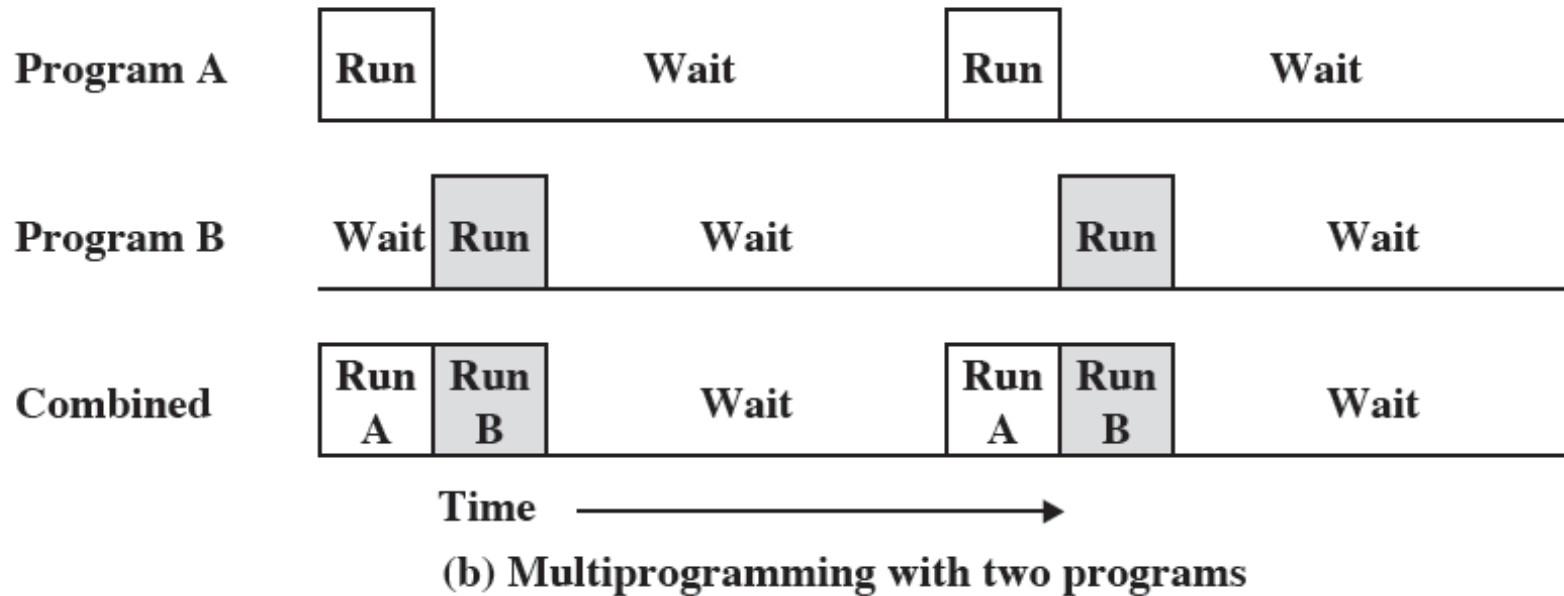 Program A Run Wait Run Wait
Program B Wait Run Wait Run Wait
Combined Run A Run B Wait Run A Run B Wait
Time
(b) Multiprogramming with two programs